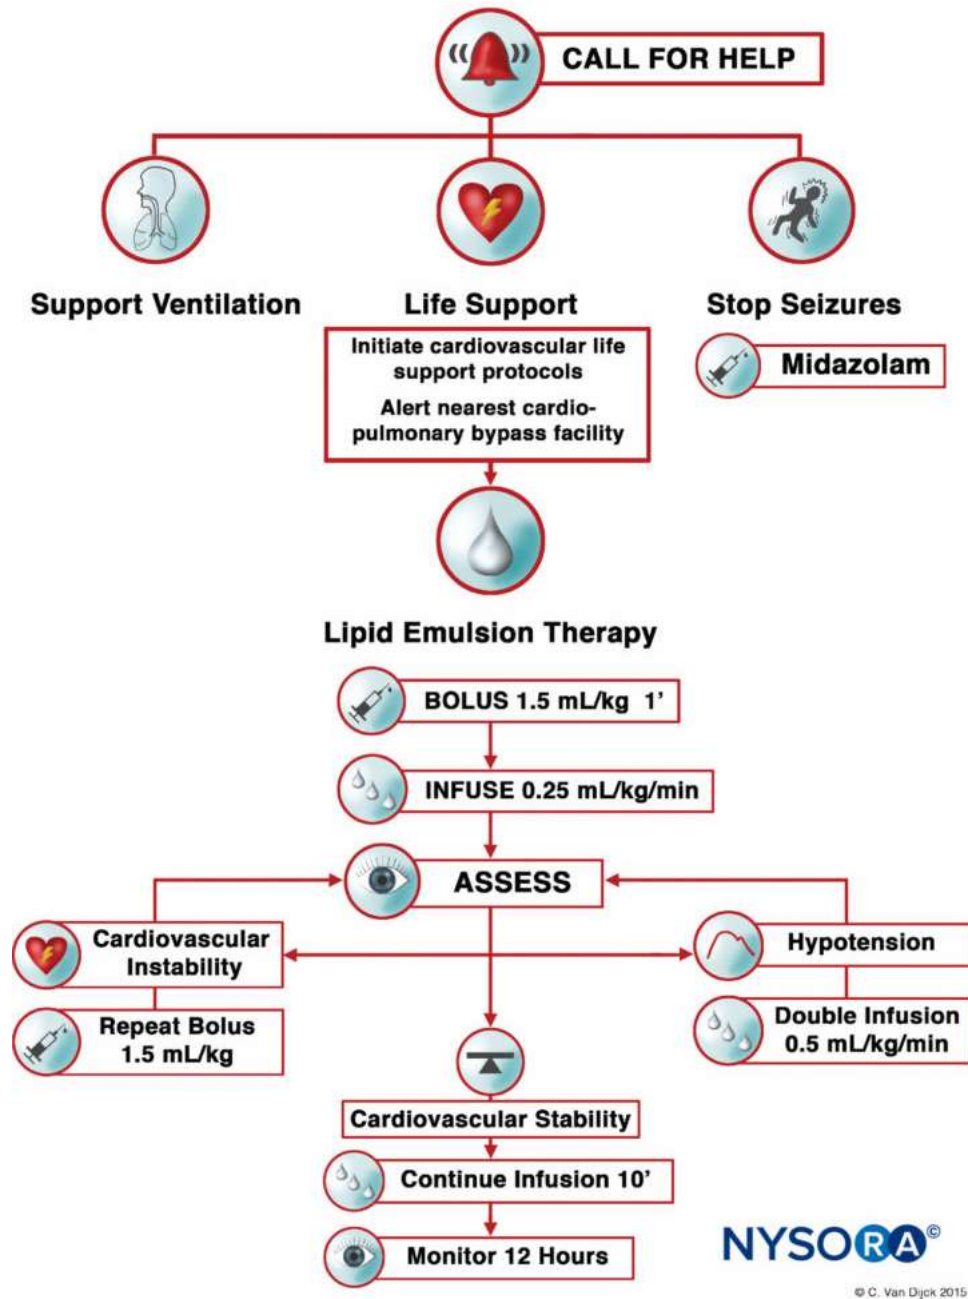 CALL FOR HELP
Support Ventilation
Life Support
Stop Seizures
Initiate cardiovascular life
support protocols
Alert nearest cardio-
pulmonary bypass facility
Midazolam
Lipid Emulsion Therapy
BOLUS 1.5 mL/kg 1'
INFUSE 0.25 mL/kg/min
ASSESS
Cardiovascular
Instability
Hypotension
Repeat Bolus
1.5 mL/kg
Double Infusion
0.5 mL/kg/min
Cardiovascular Stability
Continue Infusion 10'
Monitor 12 Hours
NYSORA©
© C. Van Dijck 2015